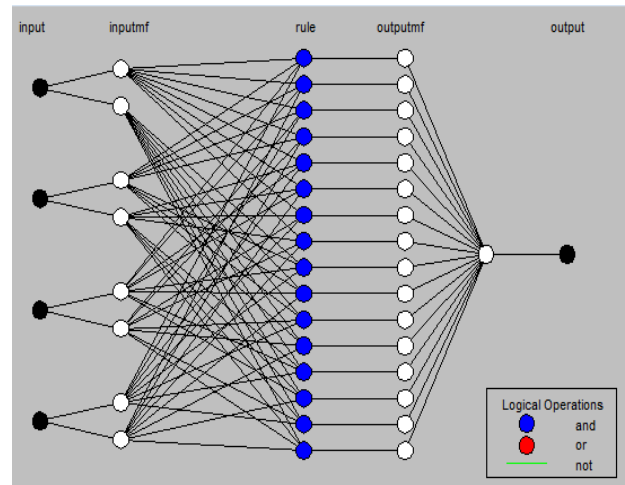 input inputmf rule outputmf output
Logical Operations
and
or
not